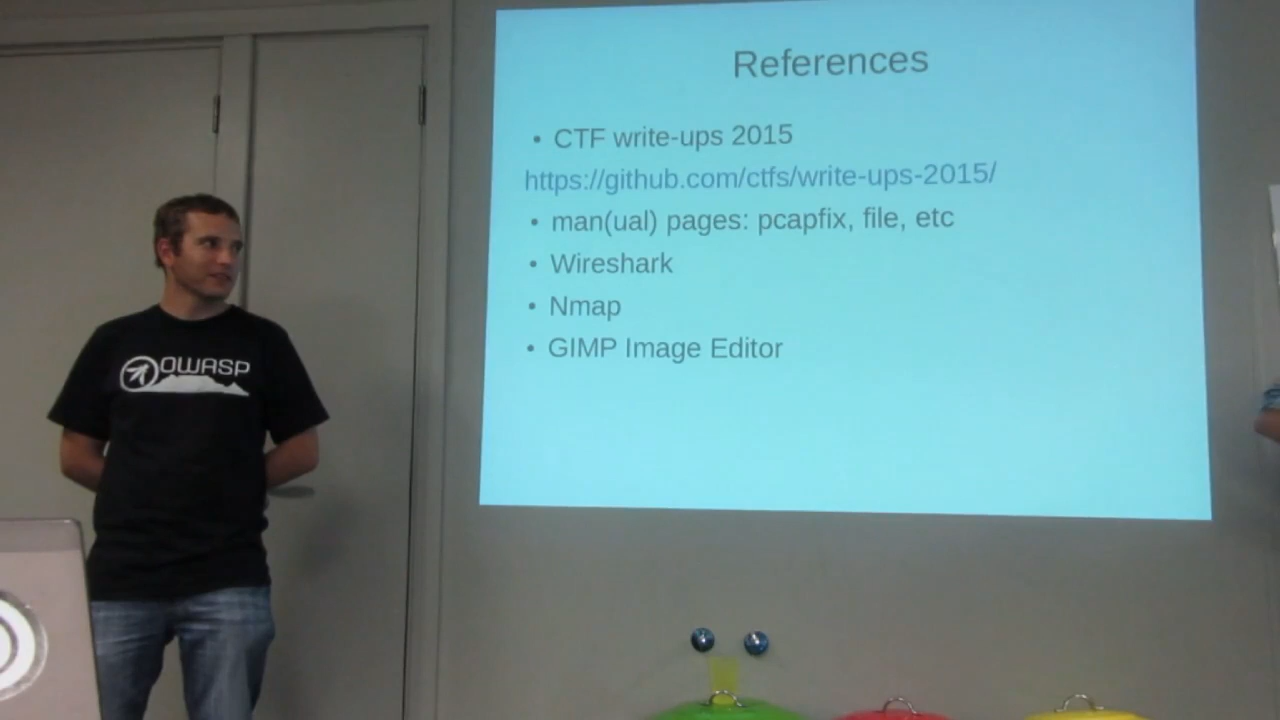 References
• CTF write-ups 2015
https://github.com/ctfs/write-ups-2015/
• man(ual) pages: pcapfix, file, etc
• Wireshark
• Nmap
• GIMP Image Editor
OWASP